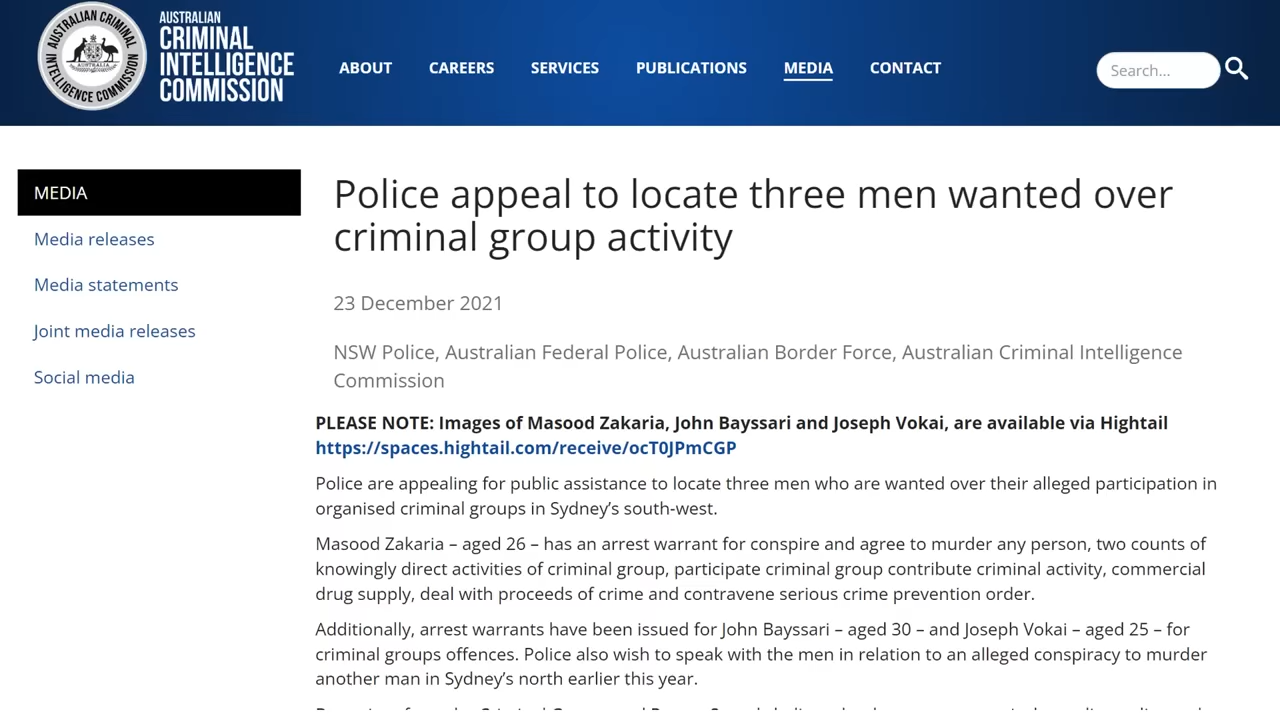 AUSTRALIAN CRIMINAL INTELLIGENCE COMMISSION
AUSTRALIA
AUSTRALIAN
CRIMINAL
INTELLIGENCE
COMMISSION
ABOUT
CAREERS
SERVICES
PUBLICATIONS
MEDIA
CONTACT
Search...
MEDIA
Media releases
Media statements
Joint media releases
Social media
Police appeal to locate three men wanted over
criminal group activity
23 December 2021
NSW Police, Australian Federal Police, Australian Border Force, Australian Criminal Intelligence
Commission
PLEASE NOTE: Images of Masood Zakaria, John Bayssari and Joseph Vokai, are available via Hightail
https://spaces.hightail.com/receive/ocT0JPmCGP
Police are appealing for public assistance to locate three men who are wanted over their alleged participation in
organised criminal groups in Sydney’s south-west.
Masood Zakaria – aged 26 – has an arrest warrant for conspire and agree to murder any person, two counts of
knowingly direct activities of criminal group, participate criminal group contribute criminal activity, commercial
drug supply, deal with proceeds of crime and contravene serious crime prevention order.
Additionally, arrest warrants have been issued for John Bayssari – aged 30 – and Joseph Vokai – aged 25 – for
criminal groups offences. Police also wish to speak with the men in relation to an alleged conspiracy to murder
another man in Sydney’s north earlier this year.